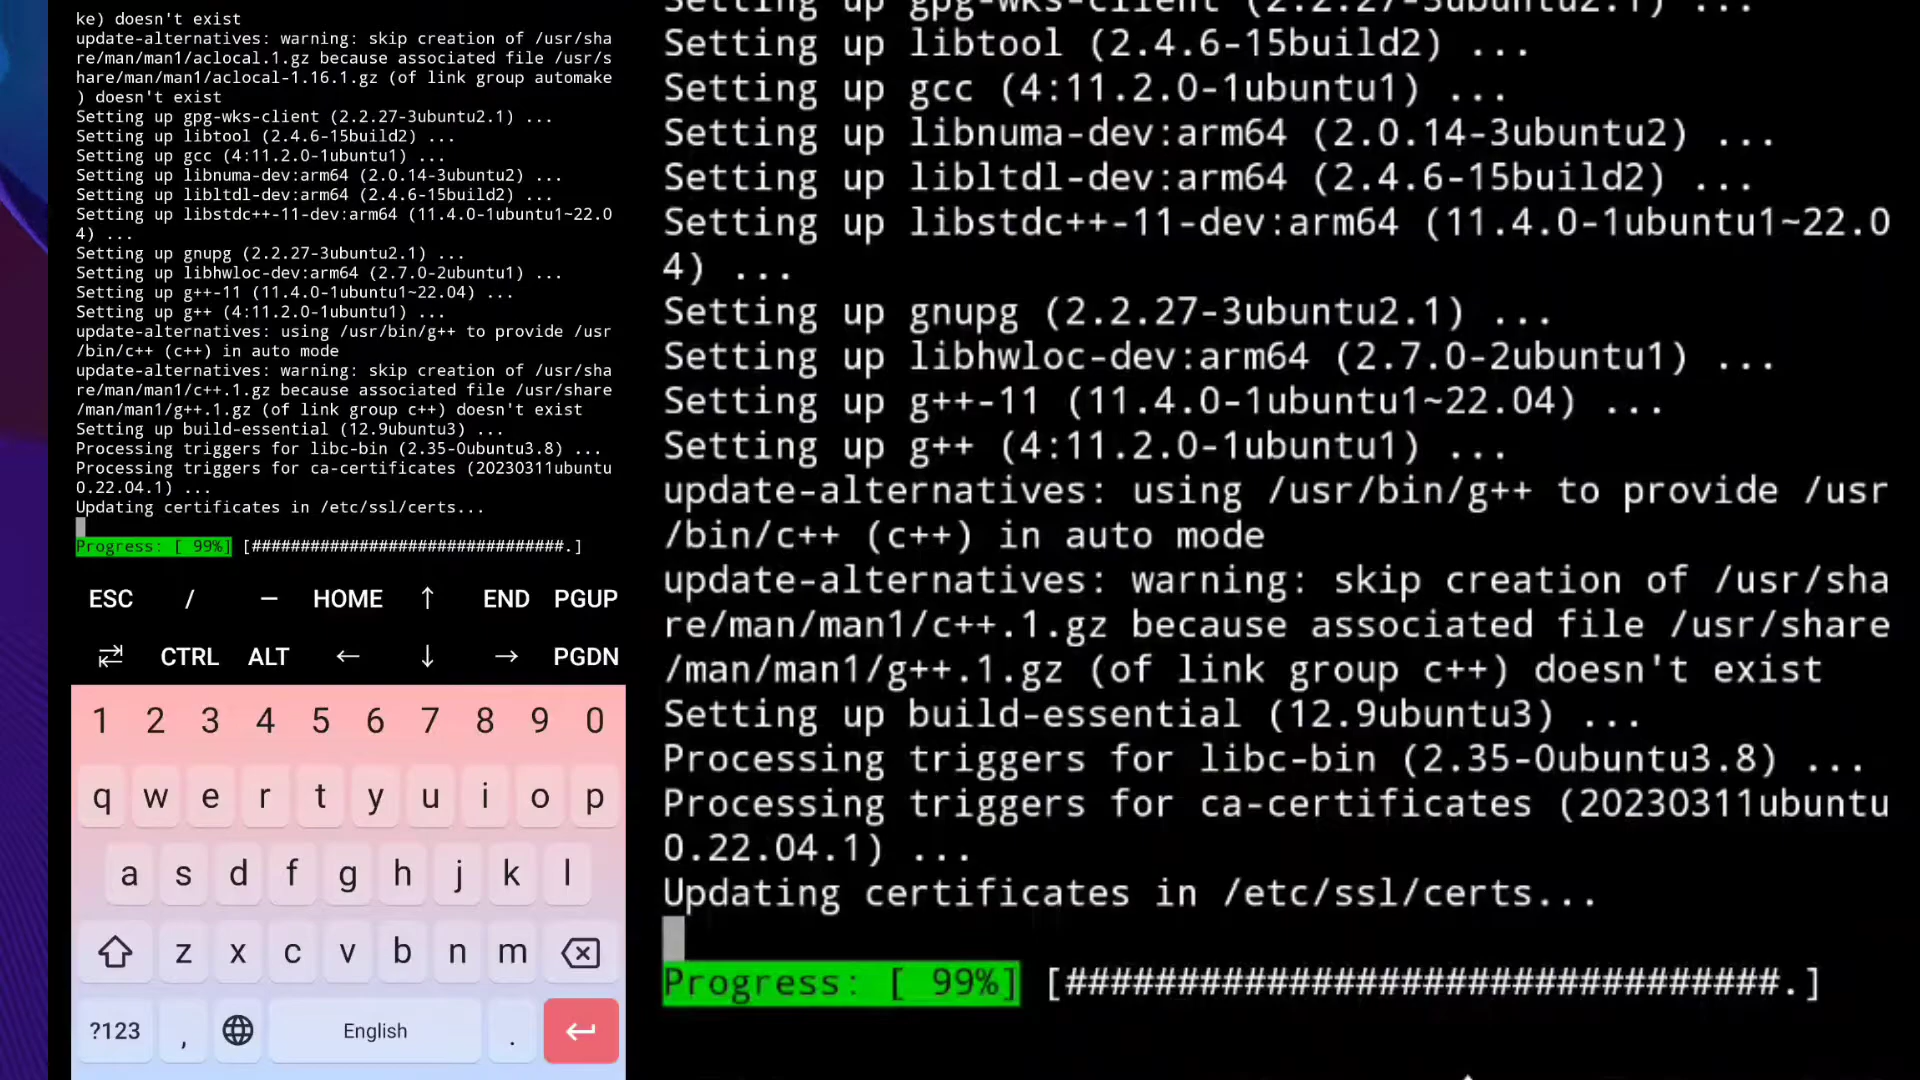 ke) doesn't exist
update-alternatives: warning: skip creation of /usr/sha
re/man/man1/aclocal.1.gz because associated file /usr/s
hare/man/man1/aclocal-1.16.1.gz (of link group automake
) doesn't exist
Setting up gpg-wks-client (2.2.27-3ubuntu2.1) ...
Setting up libtool (2.4.6-15build2) ...
Setting up gcc (4:11.2.0-1ubuntu1) ...
Setting up libnuma-dev:arm64 (2.0.14-3ubuntu2) ...
Setting up libltdl-dev:arm64 (2.4.6-15build2) ...
Setting up libstdc++-11-dev:arm64 (11.4.0-1ubuntu1~22.0
4) ...
Setting up gnupg (2.2.27-3ubuntu2.1) ...
Setting up libhwloc-dev:arm64 (2.7.0-2ubuntu1) ...
Setting up g++-11 (11.4.0-1ubuntu1~22.04) ...
Setting up g++ (4:11.2.0-1ubuntu1) ...
update-alternatives: using /usr/bin/g++ to provide /usr
/bin/c++ (c++) in auto mode
update-alternatives: warning: skip creation of /usr/sha
re/man/man1/c++.1.gz because associated file /usr/share
/man/man1/g++.1.gz (of link group c++) doesn't exist
Setting up build-essential (12.9ubuntu3) ...
Processing triggers for libc-bin (2.35-0ubuntu3.8) ...
Processing triggers for ca-certificates (20230311ubuntu
0.22.04.1) ...
Updating certificates in /etc/ssl/certs...
Progress: [ 99%] [################################.]
ESC / — HOME ↑ END PGUP
⇄ CTRL ALT ← ↓ → PGDN
1 2 3 4 5 6 7 8 9 0
q w e r t y u i o p
a s d f g h j k l
z x c v b n m
?123 , English .
Setting up gpg-wks-client (2.2.27-3ubuntu2.1) ...
Setting up libtool (2.4.6-15build2) ...
Setting up gcc (4:11.2.0-1ubuntu1) ...
Setting up libnuma-dev:arm64 (2.0.14-3ubuntu2) ...
Setting up libltdl-dev:arm64 (2.4.6-15build2) ...
Setting up libstdc++-11-dev:arm64 (11.4.0-1ubuntu1~22.0
4) ...
Setting up gnupg (2.2.27-3ubuntu2.1) ...
Setting up libhwloc-dev:arm64 (2.7.0-2ubuntu1) ...
Setting up g++-11 (11.4.0-1ubuntu1~22.04) ...
Setting up g++ (4:11.2.0-1ubuntu1) ...
update-alternatives: using /usr/bin/g++ to provide /usr
/bin/c++ (c++) in auto mode
update-alternatives: warning: skip creation of /usr/sha
re/man/man1/c++.1.gz because associated file /usr/share
/man/man1/g++.1.gz (of link group c++) doesn't exist
Setting up build-essential (12.9ubuntu3) ...
Processing triggers for libc-bin (2.35-0ubuntu3.8) ...
Processing triggers for ca-certificates (20230311ubuntu
0.22.04.1) ...
Updating certificates in /etc/ssl/certs...
Progress: [ 99%] [################################.]